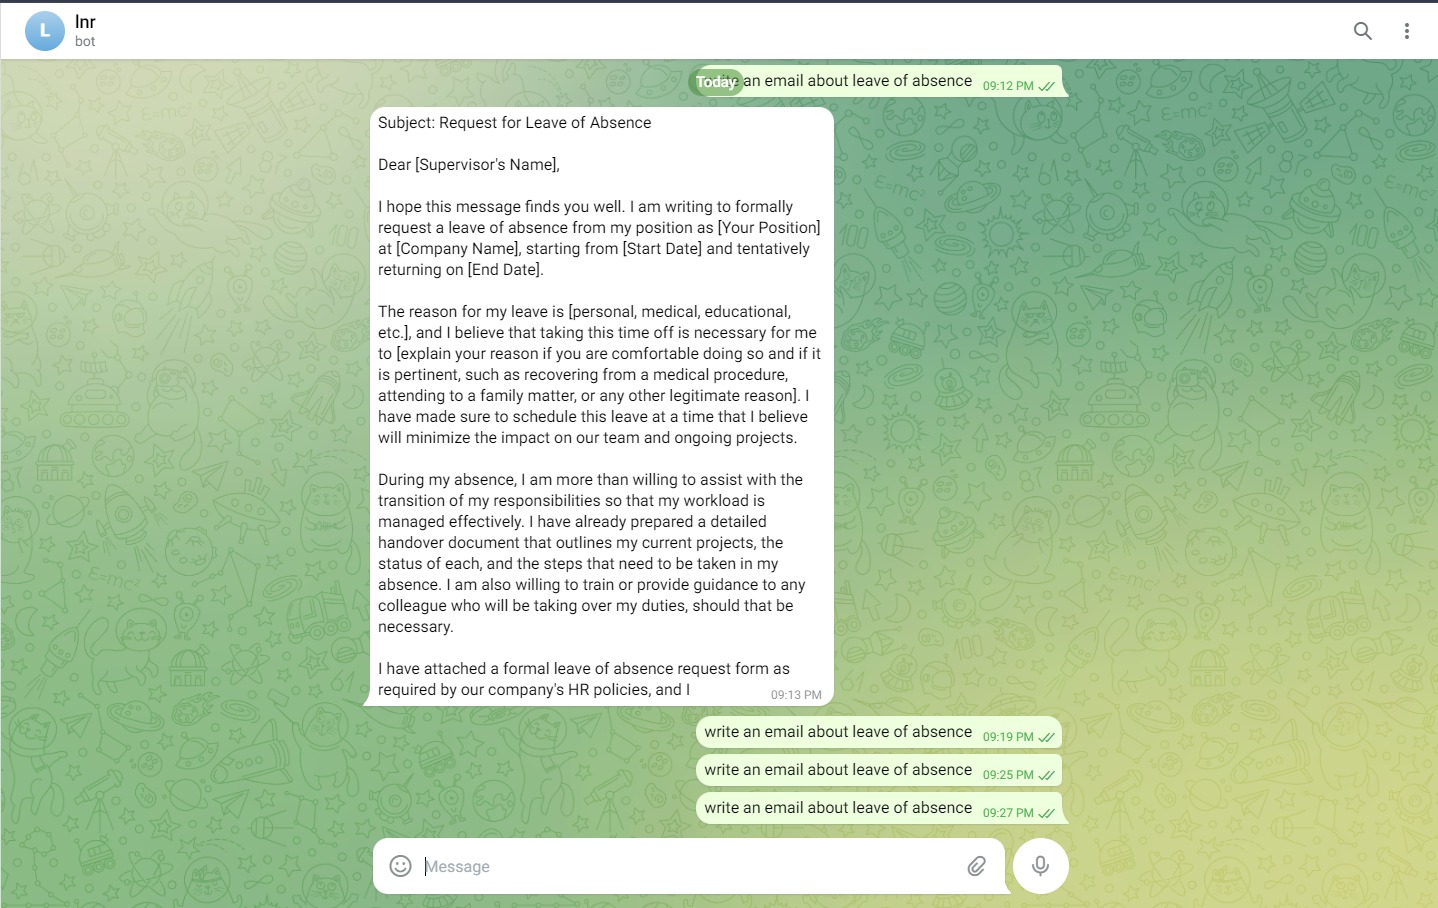 L
lnr
bot
Today
write an email about leave of absence 09:12 PM
Subject: Request for Leave of Absence
Dear [Supervisor's Name],
I hope this message finds you well. I am writing to formally
request a leave of absence from my position as [Your Position]
at [Company Name], starting from [Start Date] and tentatively
returning on [End Date].
The reason for my leave is [personal, medical, educational,
etc.], and I believe that taking this time off is necessary for me
to [explain your reason if you are comfortable doing so and if it
is pertinent, such as recovering from a medical procedure,
attending to a family matter, or any other legitimate reason]. I
have made sure to schedule this leave at a time that I believe
will minimize the impact on our team and ongoing projects.
During my absence, I am more than willing to assist with the
transition of my responsibilities so that my workload is
managed effectively. I have already prepared a detailed
handover document that outlines my current projects, the
status of each, and the steps that need to be taken in my
absence. I am also willing to train or provide guidance to any
colleague who will be taking over my duties, should that be
necessary.
I have attached a formal leave of absence request form as
required by our company's HR policies, and I 09:13 PM
write an email about leave of absence 09:19 PM
write an email about leave of absence 09:25 PM
write an email about leave of absence 09:27 PM
Message